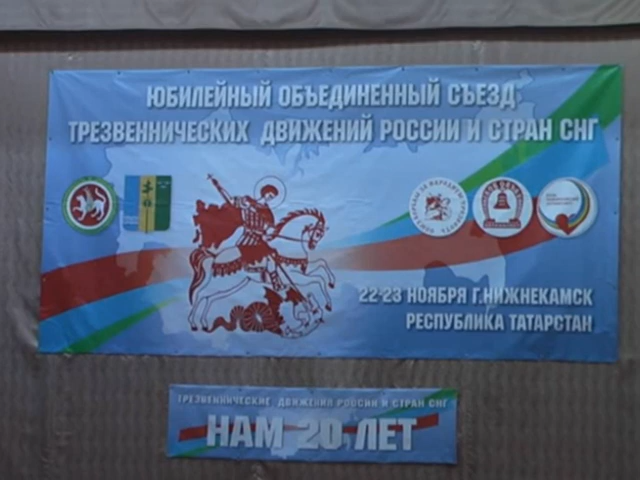 ЮБИЛЕЙНЫЙ ОБЪЕДИНЕННЫЙ СЪЕЗД
ТРЕЗВЕННИЧЕСКИХ ДВИЖЕНИЙ РОССИИ И СТРАН СНГ
22-23 НОЯБРЯ Г.НИЖНЕКАМСК
РЕСПУБЛИКА ТАТАРСТАН
ТРЕЗВЕННИЧЕСКИЕ ДВИЖЕНИЯ РОССИИ И СТРАН СНГ
НАМ 20 ЛЕТ